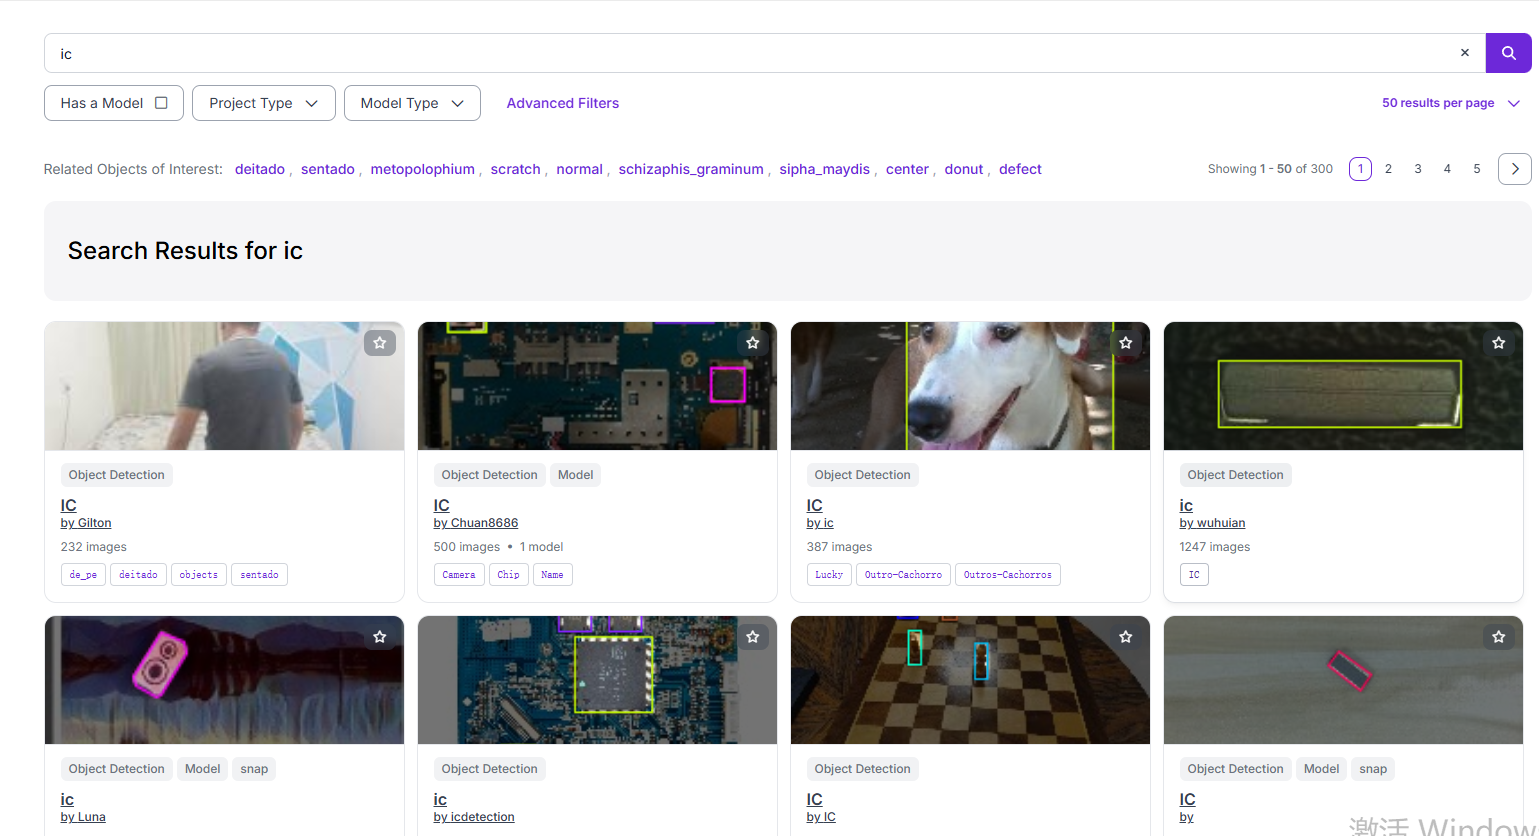 ic
Has a Model
Project Type
Model Type
Advanced Filters
50 results per page
Related Objects of Interest: deitado , sentado , metopolophium , scratch , normal , schizaphis_graminum , sipha_maydis , center , donut , defect
Showing 1 - 50 of 300
1 2 3 4 5
Search Results for ic
Object Detection
IC
by Gilton
232 images
de_pe deitado objects sentado
Object Detection Model
IC
by Chuan8686
500 images • 1 model
Camera Chip Name
Object Detection
IC
by ic
387 images
Lucky Outro-Cachorro Outros-Cachorros
Object Detection
ic
by wuhuian
1247 images
IC
Object Detection Model snap
ic
by Luna
Object Detection
ic
by icdetection
Object Detection
IC
by IC
Object Detection Model snap
IC
by
激活 Window